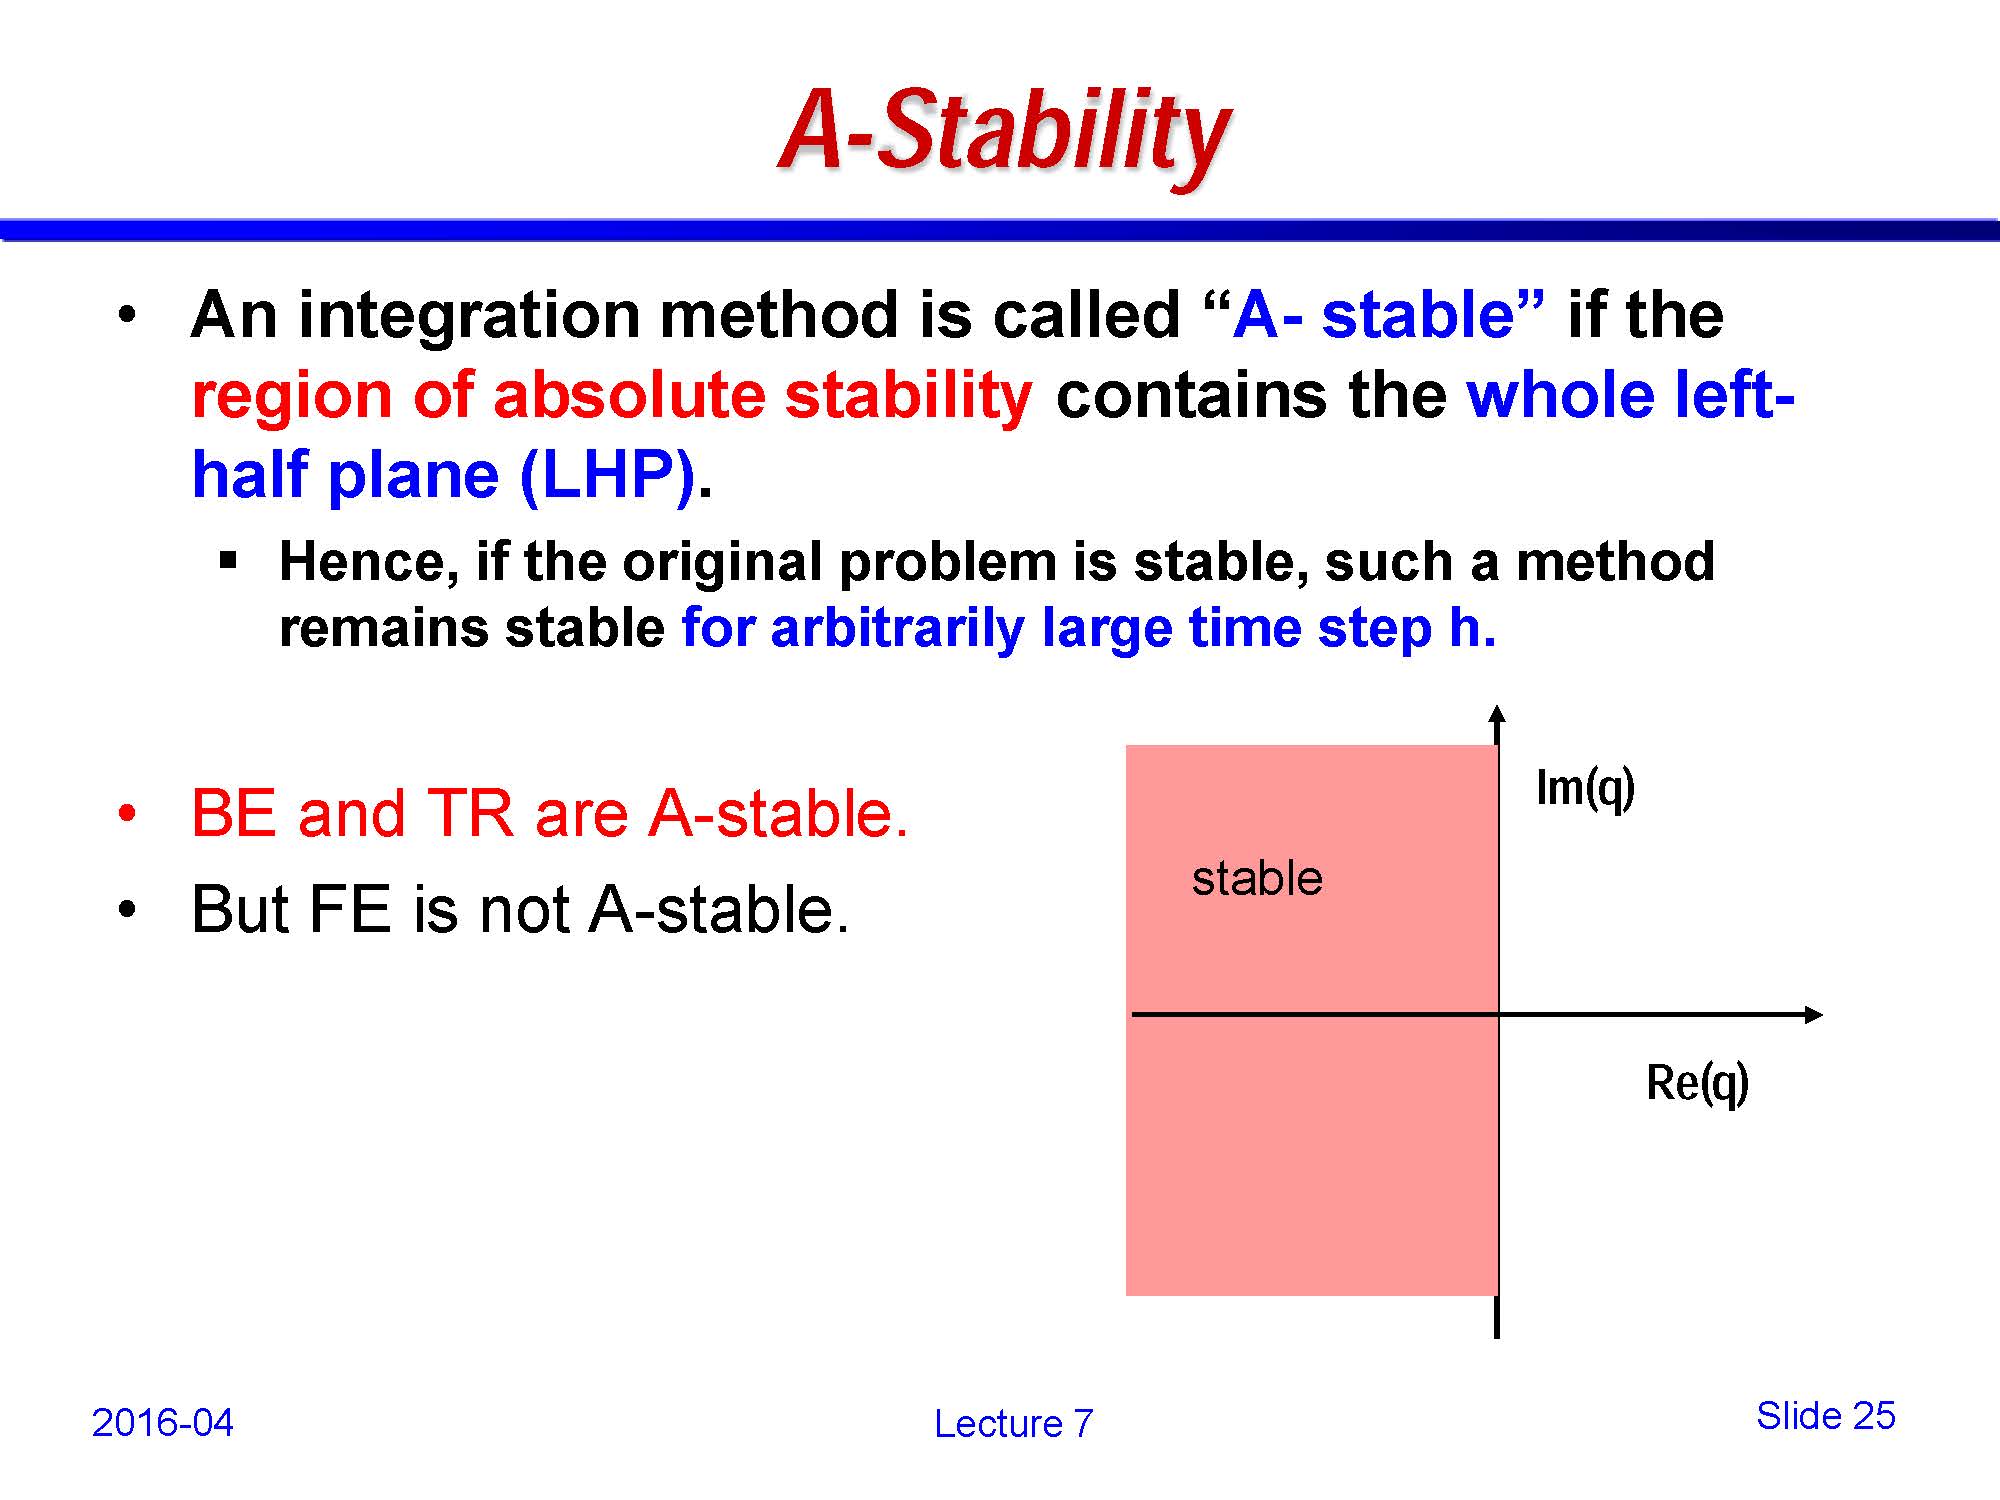 A-Stability
• An integration method is called “A- stable” if the
region of absolute stability contains the whole left-
half plane (LHP).
▪ Hence, if the original problem is stable, such a method
remains stable for arbitrarily large time step h.
• BE and TR are A-stable.
• But FE is not A-stable.
Im(q)
stable
Re(q)
2016-04
Lecture 7
Slide 25